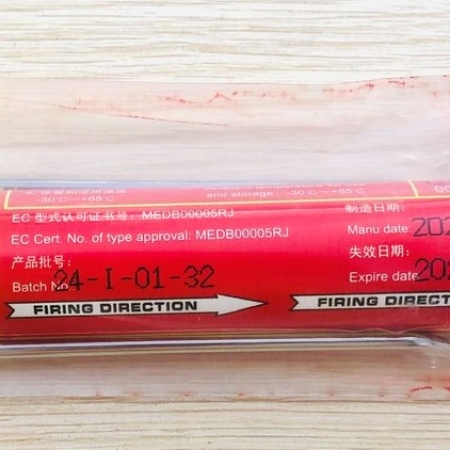 -30℃~+65℃
and storage: -30℃~+65℃
EC 型式认可证书号: MEDB00005RJ
EC Cert. No. of type approval: MEDB00005RJ
产品批号:
Batch No. 24-I-01-32
制造日期:
Manu date 202
失效日期:
Expire date 202
FIRING DIRECTION
FIRING DIRECT